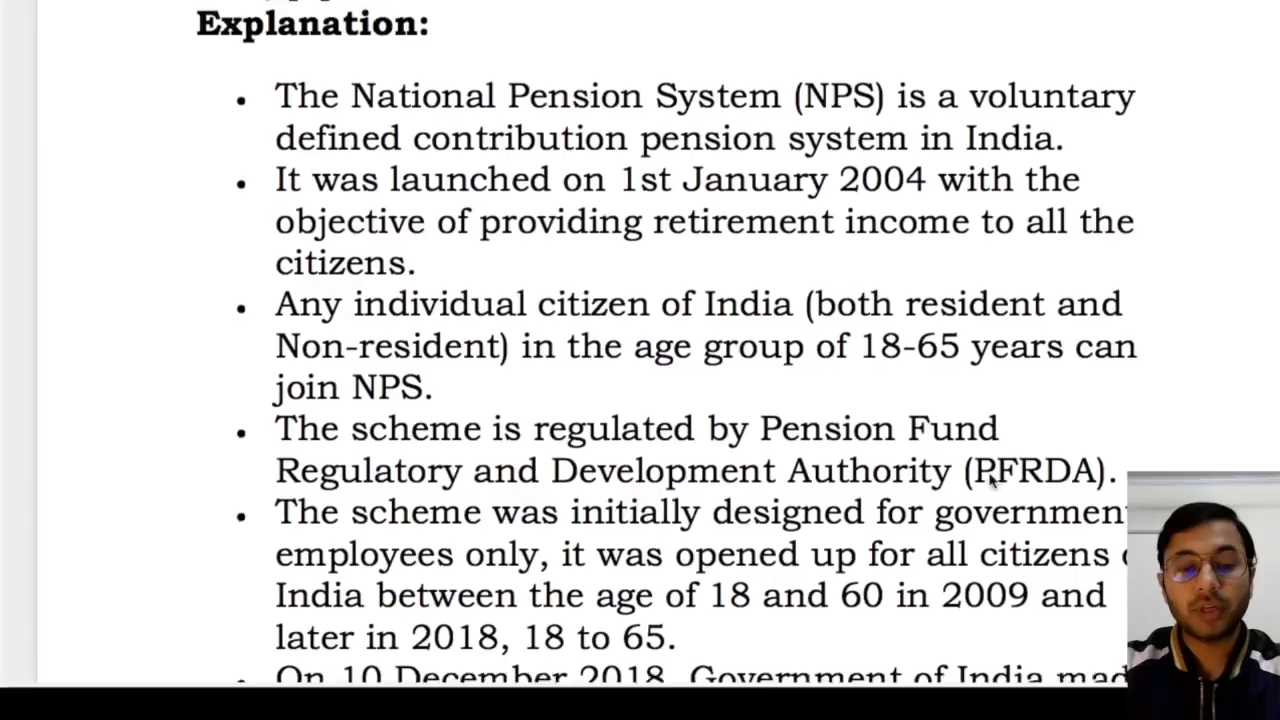 Explanation:
• The National Pension System (NPS) is a voluntary
defined contribution pension system in India.
• It was launched on 1st January 2004 with the
objective of providing retirement income to all the
citizens.
• Any individual citizen of India (both resident and
Non-resident) in the age group of 18-65 years can
join NPS.
• The scheme is regulated by Pension Fund
Regulatory and Development Authority (PFRDA).
• The scheme was initially designed for governmen
employees only, it was opened up for all citizens
India between the age of 18 and 60 in 2009 and
later in 2018, 18 to 65.
• On 10 December 2018, Government of India mad